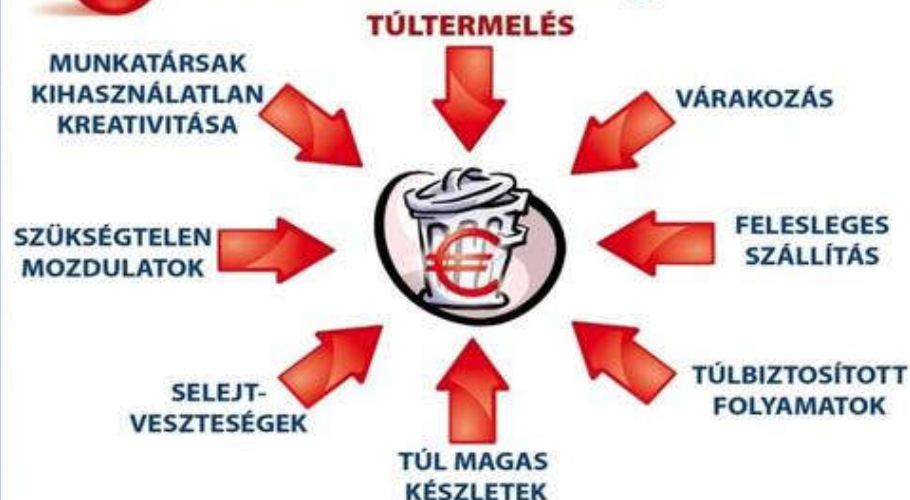 TÚLTERMELÉS
MUNKATÁRSAK
KIHASZNÁLATLAN
KREATIVITÁSA
VÁRAKOZÁS
SZÜKSÉGTELEN
MOZDULATOK
FELESLEGES
SZÁLLÍTÁS
SELEJT-
VESZTESÉGEK
TÚLBIZTOSÍTOTT
FOLYAMATOK
TÚL MAGAS
KÉSZLETEK
€